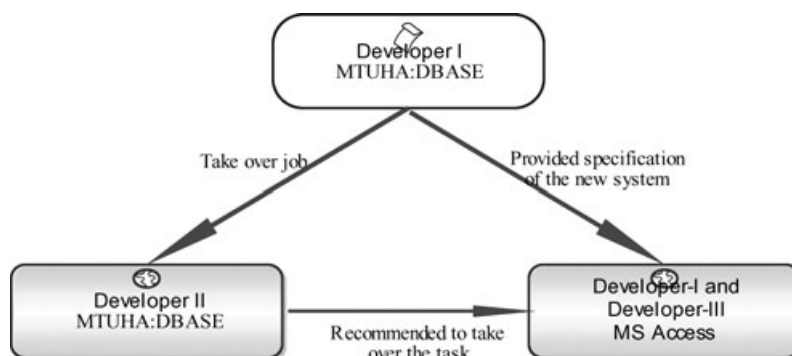 Developer I
MTUHA:DBASE
Take over job
Provided specification
of the new system
Developer II
MTUHA:DBASE
Developer-I and
Developer-III
MS Access
Recommended to take
over the task